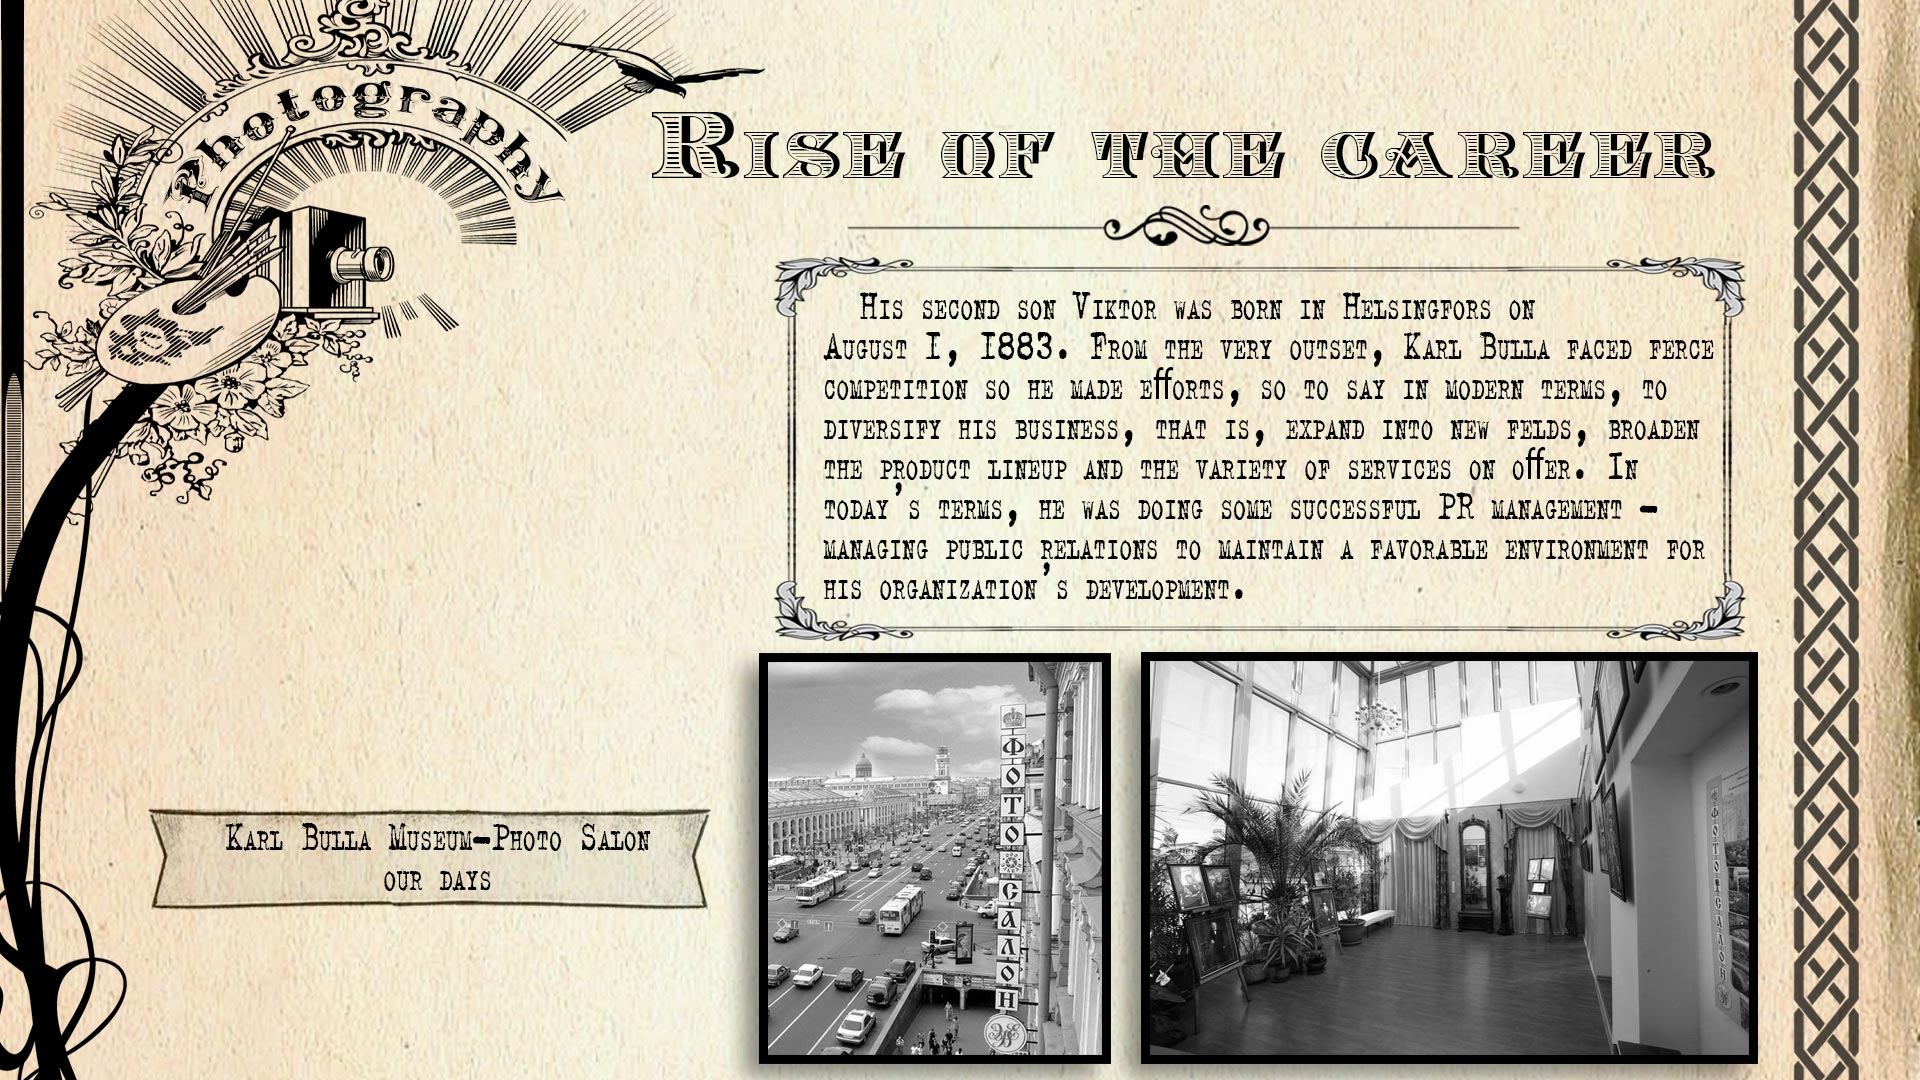 Photography
Rise of the career
His second son Viktor was born in Helsingfors on
August 1, 1883. From the very outset, Karl Bulla faced ferce
competition so he made efforts, so to say in modern terms, to
diversify his business, that is, expand into new felds, broaden
the product lineup and the variety of services on offer. In
today's terms, he was doing some successful PR management –
managing public relations to maintain a favorable environment for
his organization's development.
Karl Bulla Museum-Photo Salon
our days
ФОТО САЛОН
ФОТО САЛОН